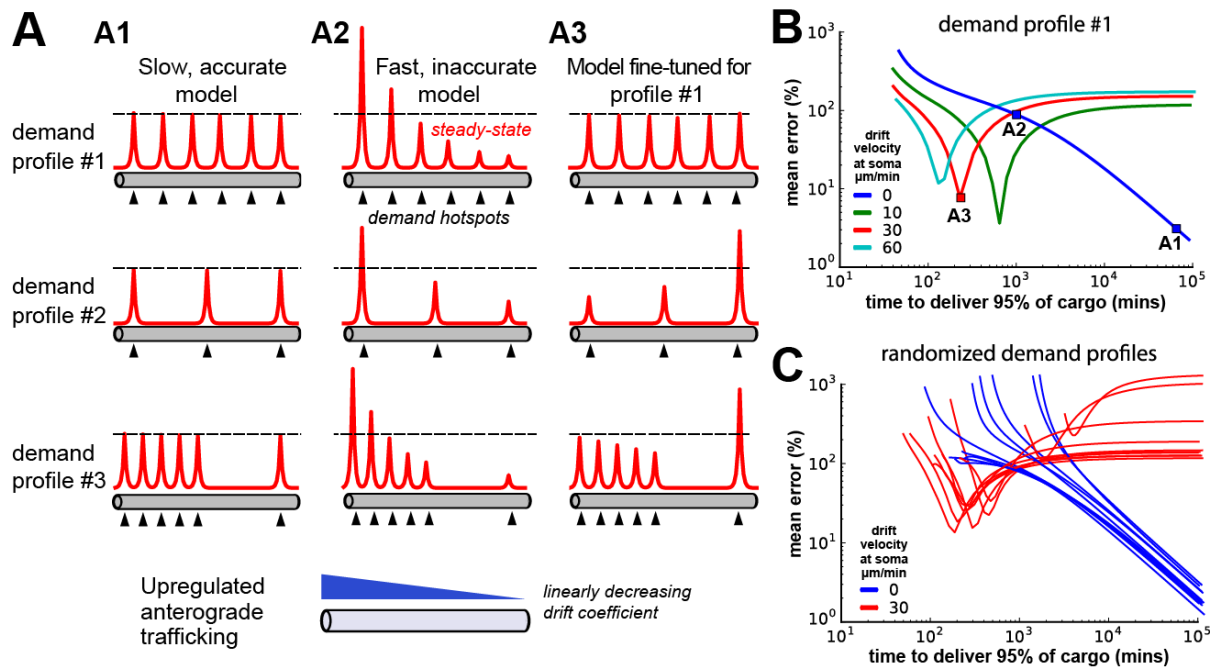 A
A1
Slow, accurate
model
A2
Fast, inaccurate
model
A3
Model fine-tuned for
profile #1
demand
profile #1
steady-state
demand hotspots
demand
profile #2
demand
profile #3
Upregulated
anterograde
trafficking
linearly decreasing
drift coefficient
B
demand profile #1
mean error (%)
10³
10²
10¹
10⁰
drift
velocity
at soma
μm/min
0
10
30
60
A2
A3
A1
10¹ 10² 10³ 10⁴ 10⁵
time to deliver 95% of cargo (mins)
C
randomized demand profiles
mean error (%)
10³
10²
10¹
10⁰
drift
velocity
at soma
μm/min
0
30
10¹ 10² 10³ 10⁴ 10⁵
time to deliver 95% of cargo (mins)